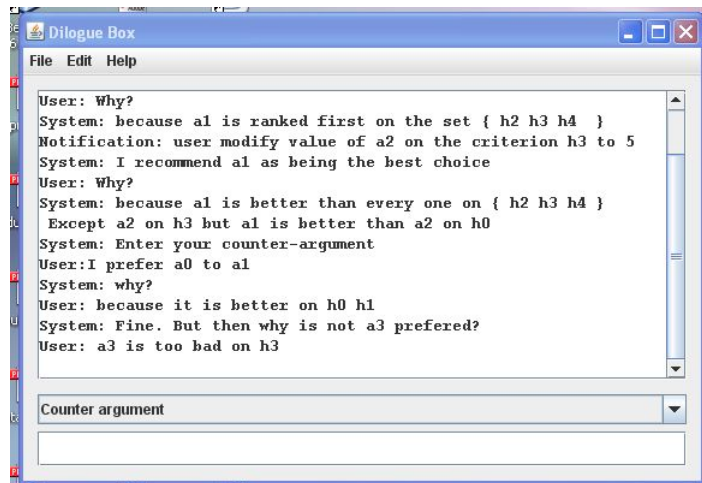 Dilogue Box
File Edit Help
User: Why?
System: because a1 is ranked first on the set { h2 h3 h4 }
Notification: user modify value of a2 on the criterion h3 to 5
System: I recommend a1 as being the best choice
User: Why?
System: because a1 is better than every one on { h2 h3 h4 }
Except a2 on h3 but a1 is better than a2 on h0
System: Enter your counter-argument
User:I prefer a0 to a1
System: why?
User: because it is better on h0 h1
System: Fine. But then why is not a3 prefered?
User: a3 is too bad on h3
Counter argument